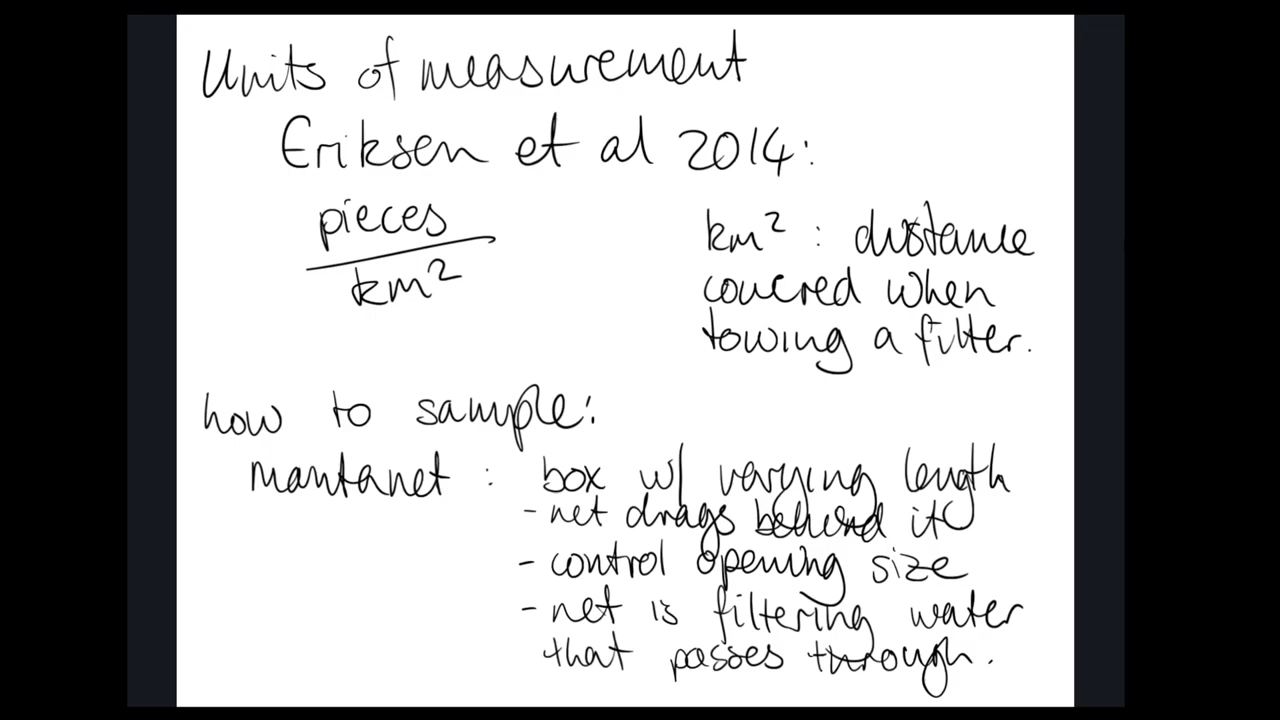 Units of measurement
Eriksen et al 2014:
pieces
km²
km² : distance
covered when
towing a filter.
how to sample:
mantanet : box w/ varying length
- net drags behind it
- control opening size
- net is filtering water
that passes through.